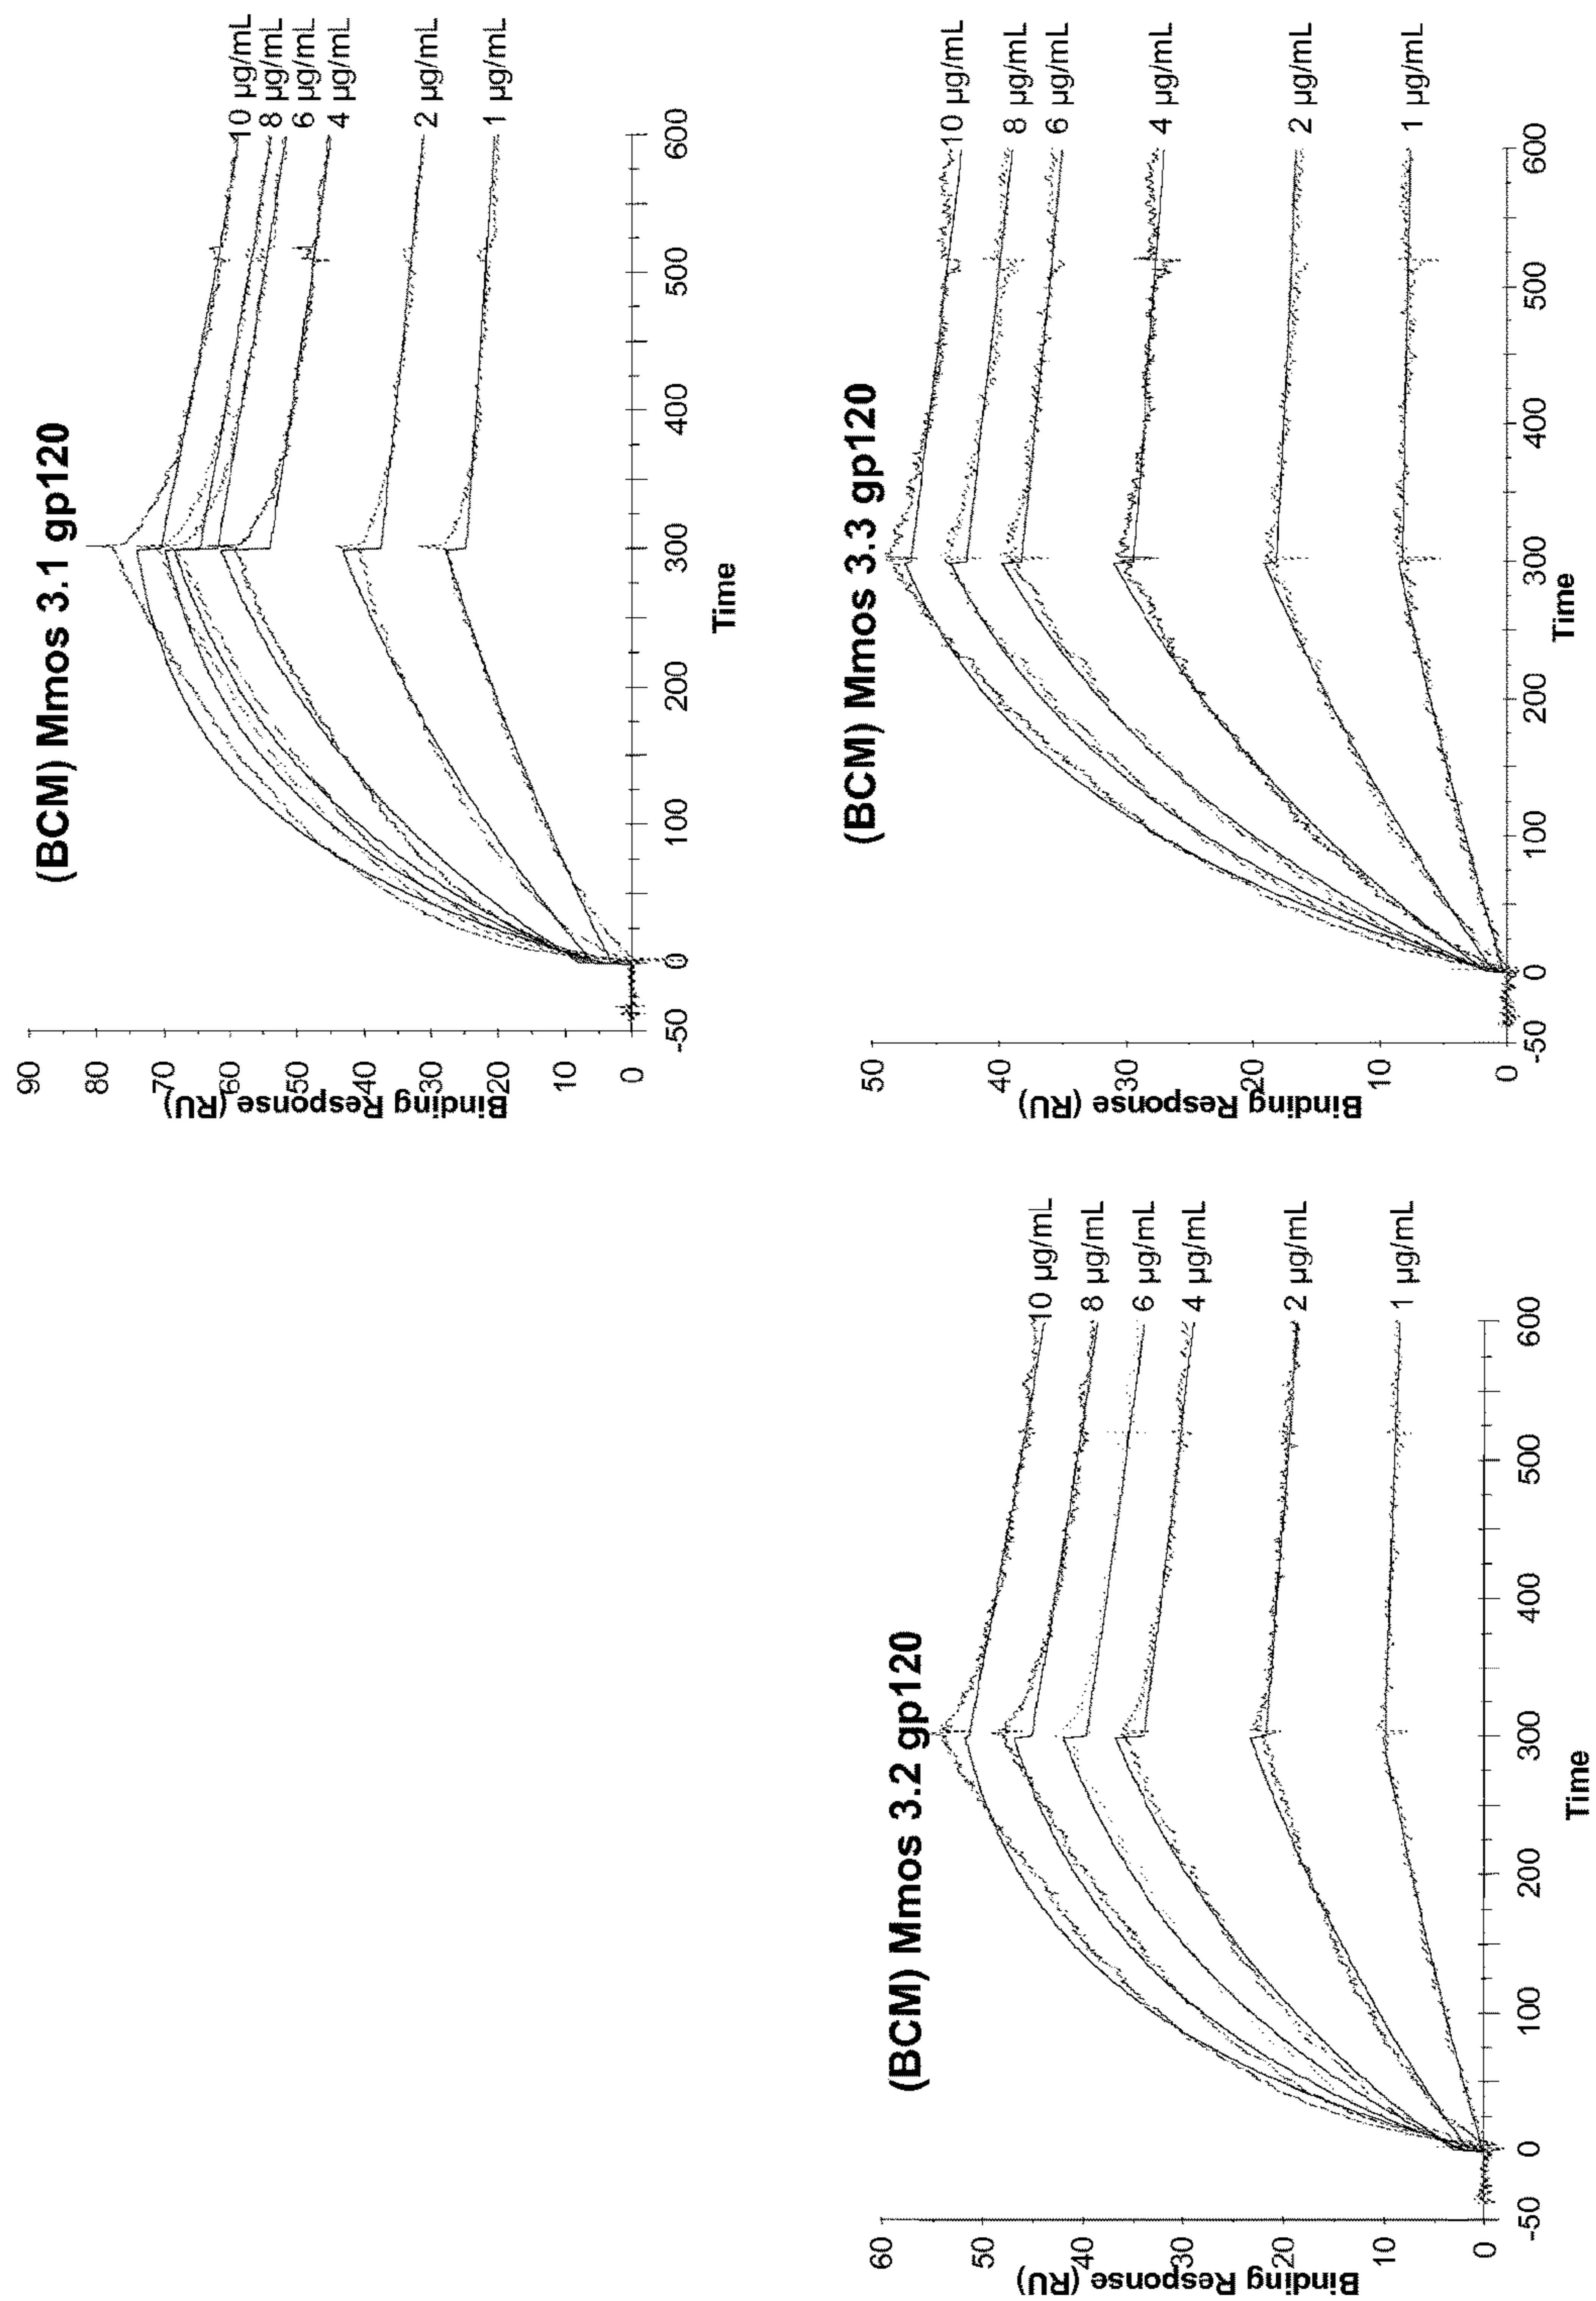 (BCM) Mmos 3.1 gp120
Binding Response (RU)
90
80
70
60
50
40
30
20
10
0
-50
0
100
200
300
400
500
600
Time
10 µg/mL
8 µg/mL
6 µg/mL
4 µg/mL
2 µg/mL
1 µg/mL
(BCM) Mmos 3.2 gp120
Binding Response (RU)
60
50
40
30
20
10
0
-50
0
100
200
300
400
500
600
Time
10 µg/mL
8 µg/mL
6 µg/mL
4 µg/mL
2 µg/mL
1 µg/mL
(BCM) Mmos 3.3 gp120
Binding Response (RU)
50
40
30
20
10
0
-50
0
100
200
300
400
500
600
Time
10 µg/mL
8 µg/mL
6 µg/mL
4 µg/mL
2 µg/mL
1 µg/mL